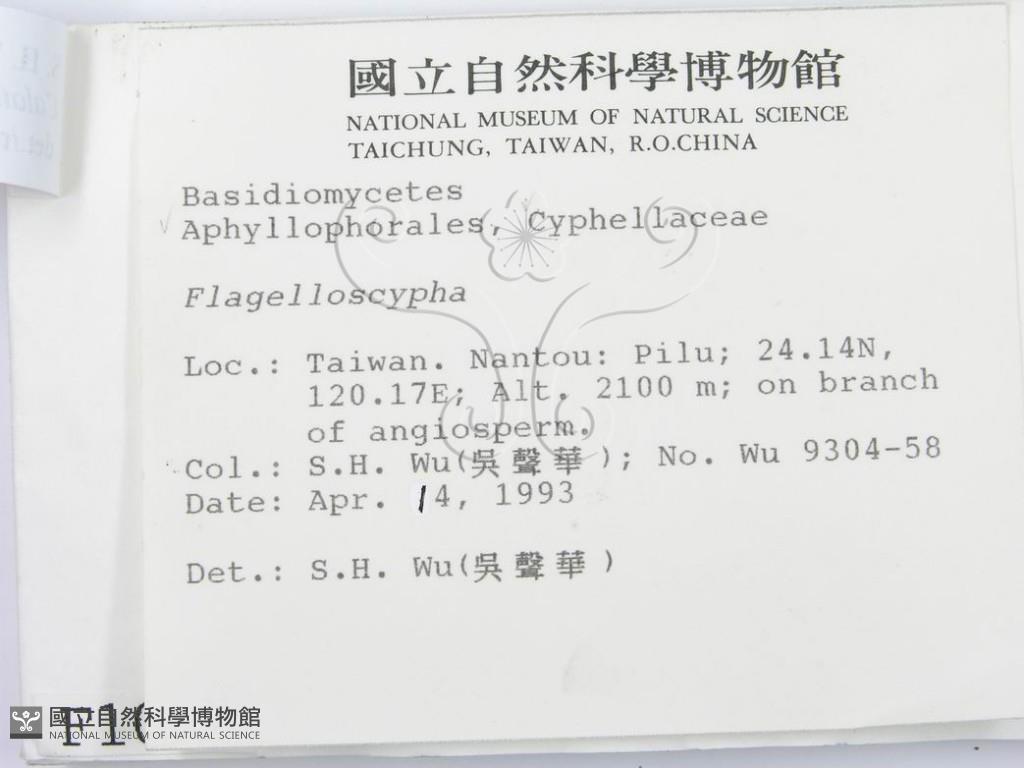 國立自然科學博物館
NATIONAL MUSEUM OF NATURAL SCIENCE
TAICHUNG, TAIWAN, R.O.CHINA
Basidiomycetes
Aphyllophorales, Cyphellaceae
Flagelloscypha
Loc.: Taiwan. Nantou: Pilu; 24.14N,
120.17E; Alt. 2100 m; on branch
of angiosperm.
Col.: S.H. Wu(吳聲華); No. Wu 9304-58
Date: Apr. 14, 1993
Det.: S.H. Wu(吳聲華)
F1
國立自然科學博物館
NATIONAL MUSEUM OF NATURAL SCIENCE